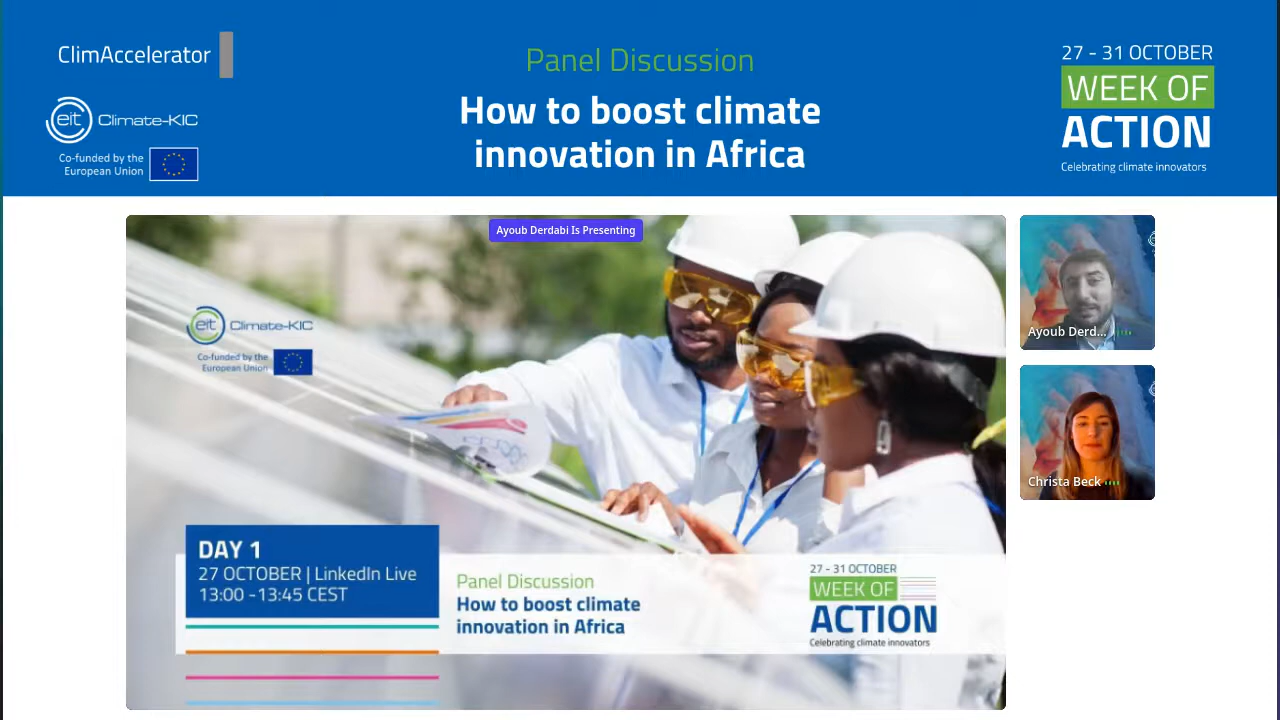 ClimAccelerator
eit Climate-KIC
Co-funded by the
European Union
Panel Discussion
How to boost climate
innovation in Africa
27 - 31 OCTOBER
WEEK OF
ACTION
Celebrating climate innovators
Ayoub Derdabi Is Presenting
eit Climate-KIC
Co-funded by the
European Union
DAY 1
27 OCTOBER | LinkedIn Live
13:00 -13:45 CEST
Panel Discussion
How to boost climate
innovation in Africa
27 - 31 OCTOBER
WEEK OF
ACTION
Celebrating climate innovators
Ayoub Derd...
Christa Beck